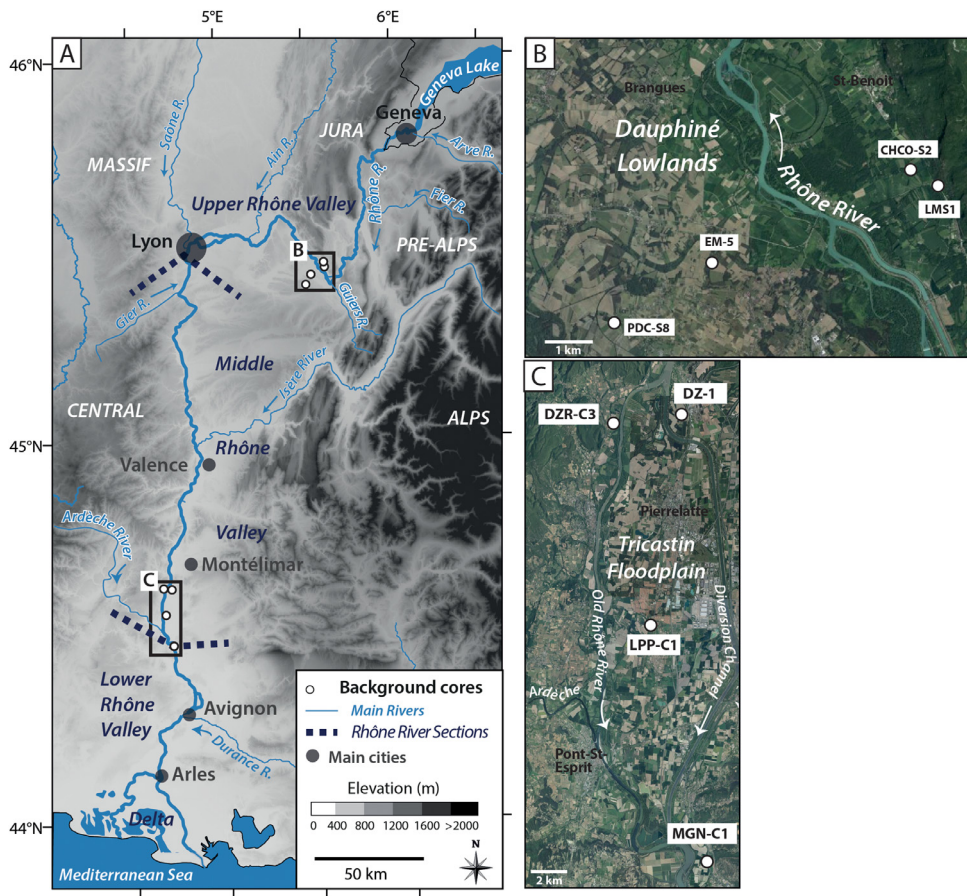 5°E
6°E
46°N
45°N
44°N
A
Geneva Lake
Geneva
JURA
Saone R.
Ain R.
Arve R.
MASSIF
Rhône R.
Fier R.
Upper Rhône Valley
PRE-ALPS
Lyon
B
Gier R.
Guiers R.
Middle
Isère River
CENTRAL
ALPS
Rhône
Valence
Ardèche River
Valley
Montélimar
C
Lower
Rhône
Valley
Avignon
Durance R.
Arles
Delta
Mediterranean Sea
Background cores
Main Rivers
Rhône River Sections
Main cities
Elevation (m)
0 400 800 1200 1600 >2000
N
50 km
B
Brangues
St-Benoit
Dauphiné
Lowlands
CHCO-S2
Rhône River
LMS1
EM-5
PDC-S8
1 km
C
DZ-1
DZR-C3
Pierrelatte
Tricastin
Floodplain
Old Rhône River
Diversion Channel
LPP-C1
Ardèche
Pont-St-
Esprit
MGN-C1
2 km